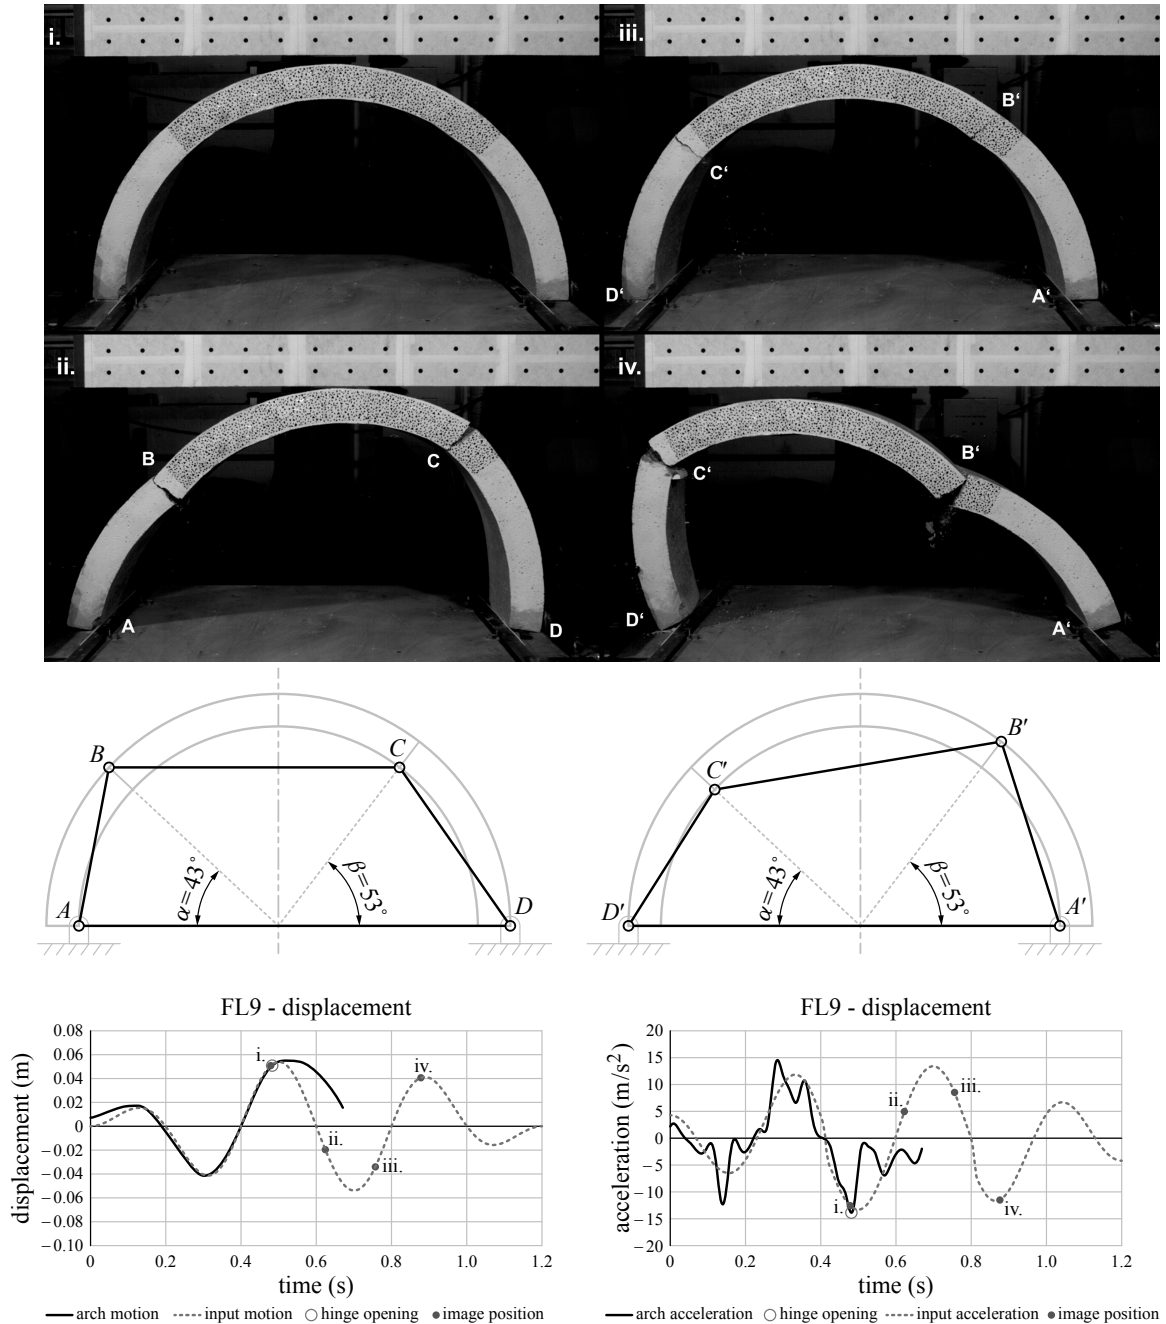 i.
iii.
B‘
C‘
D‘
A‘
ii.
iv.
B
C
A
D
B‘
C‘
D‘
A‘
B
C
α=43°
β=53°
A
D
B′
C′
α=43°
β=53°
D′
A′
FL9 - displacement
displacement (m)
0.08
0.06
0.04
0.02
0
−0.02
−0.04
−0.06
−0.08
−0.10
i.
ii.
iii.
iv.
0 0.2 0.4 0.6 0.8 1.0 1.2
time (s)
arch motion input motion hinge opening image position
FL9 - displacement
acceleration (m/s²)
20
15
10
5
0
−5
−10
−15
−20
i.
ii.
iii.
iv.
0 0.2 0.4 0.6 0.8 1.0 1.2
time (s)
arch acceleration hinge opening input acceleration image position